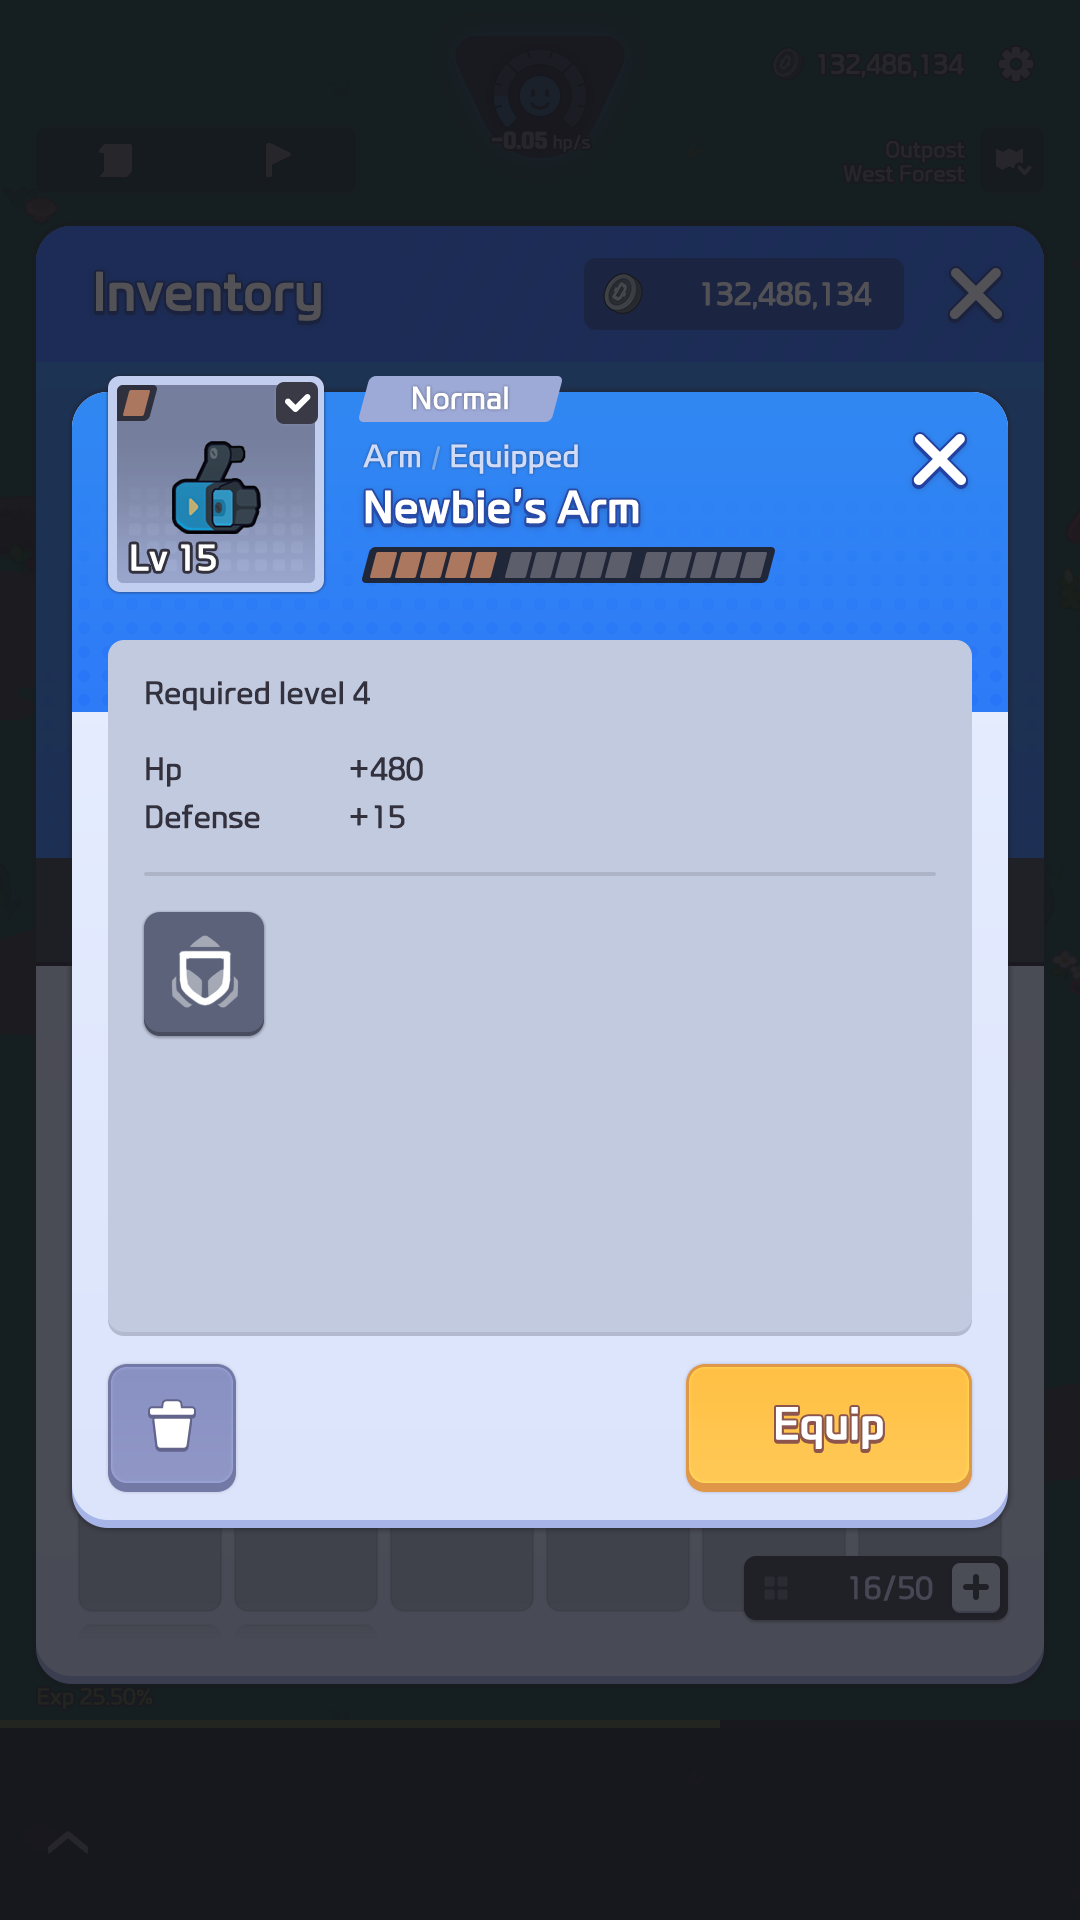 132,486,134
-0.05 hp/s
Outpost
West Forest
Inventory
132,486,134
Normal
Arm / Equipped
Newbie's Arm
Lv 15
Required level 4
Hp +480
Defense +15
Equip
16/50
Exp 25.50%